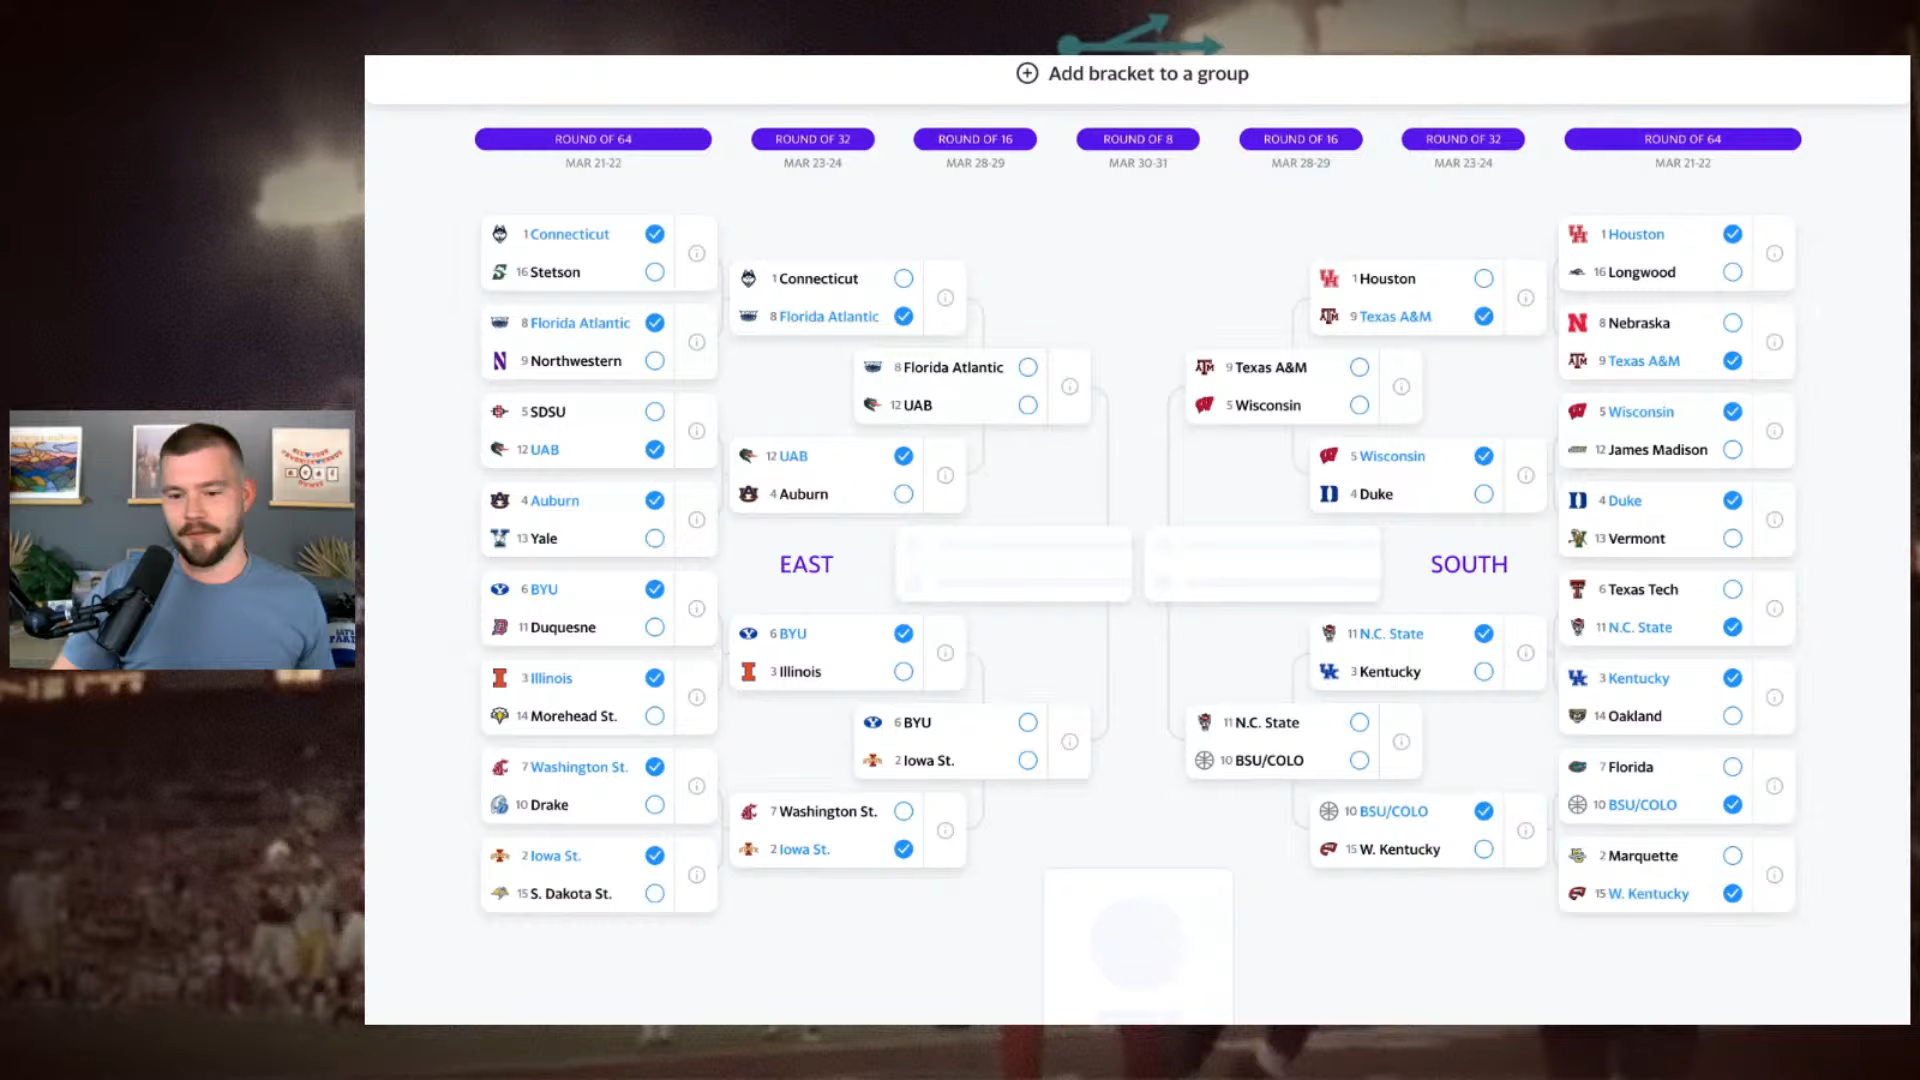 Add bracket to a group
ROUND OF 64
MAR 21-22
ROUND OF 32
MAR 23-24
ROUND OF 16
MAR 28-29
ROUND OF 8
MAR 30-31
ROUND OF 16
MAR 28-29
ROUND OF 32
MAR 23-24
ROUND OF 64
MAR 21-22
1 Connecticut
16 Stetson
8 Florida Atlantic
9 Northwestern
5 SDSU
12 UAB
4 Auburn
13 Yale
6 BYU
11 Duquesne
3 Illinois
14 Morehead St.
7 Washington St.
10 Drake
2 Iowa St.
15 S. Dakota St.
1 Connecticut
8 Florida Atlantic
12 UAB
4 Auburn
EAST
6 BYU
3 Illinois
7 Washington St.
2 Iowa St.
8 Florida Atlantic
12 UAB
6 BYU
2 Iowa St.
9 Texas A&M
5 Wisconsin
11 N.C. State
10 BSU/COLO
1 Houston
9 Texas A&M
5 Wisconsin
4 Duke
SOUTH
11 N.C. State
3 Kentucky
10 BSU/COLO
15 W. Kentucky
1 Houston
16 Longwood
8 Nebraska
9 Texas A&M
5 Wisconsin
12 James Madison
4 Duke
13 Vermont
6 Texas Tech
11 N.C. State
3 Kentucky
14 Oakland
7 Florida
10 BSU/COLO
2 Marquette
15 W. Kentucky